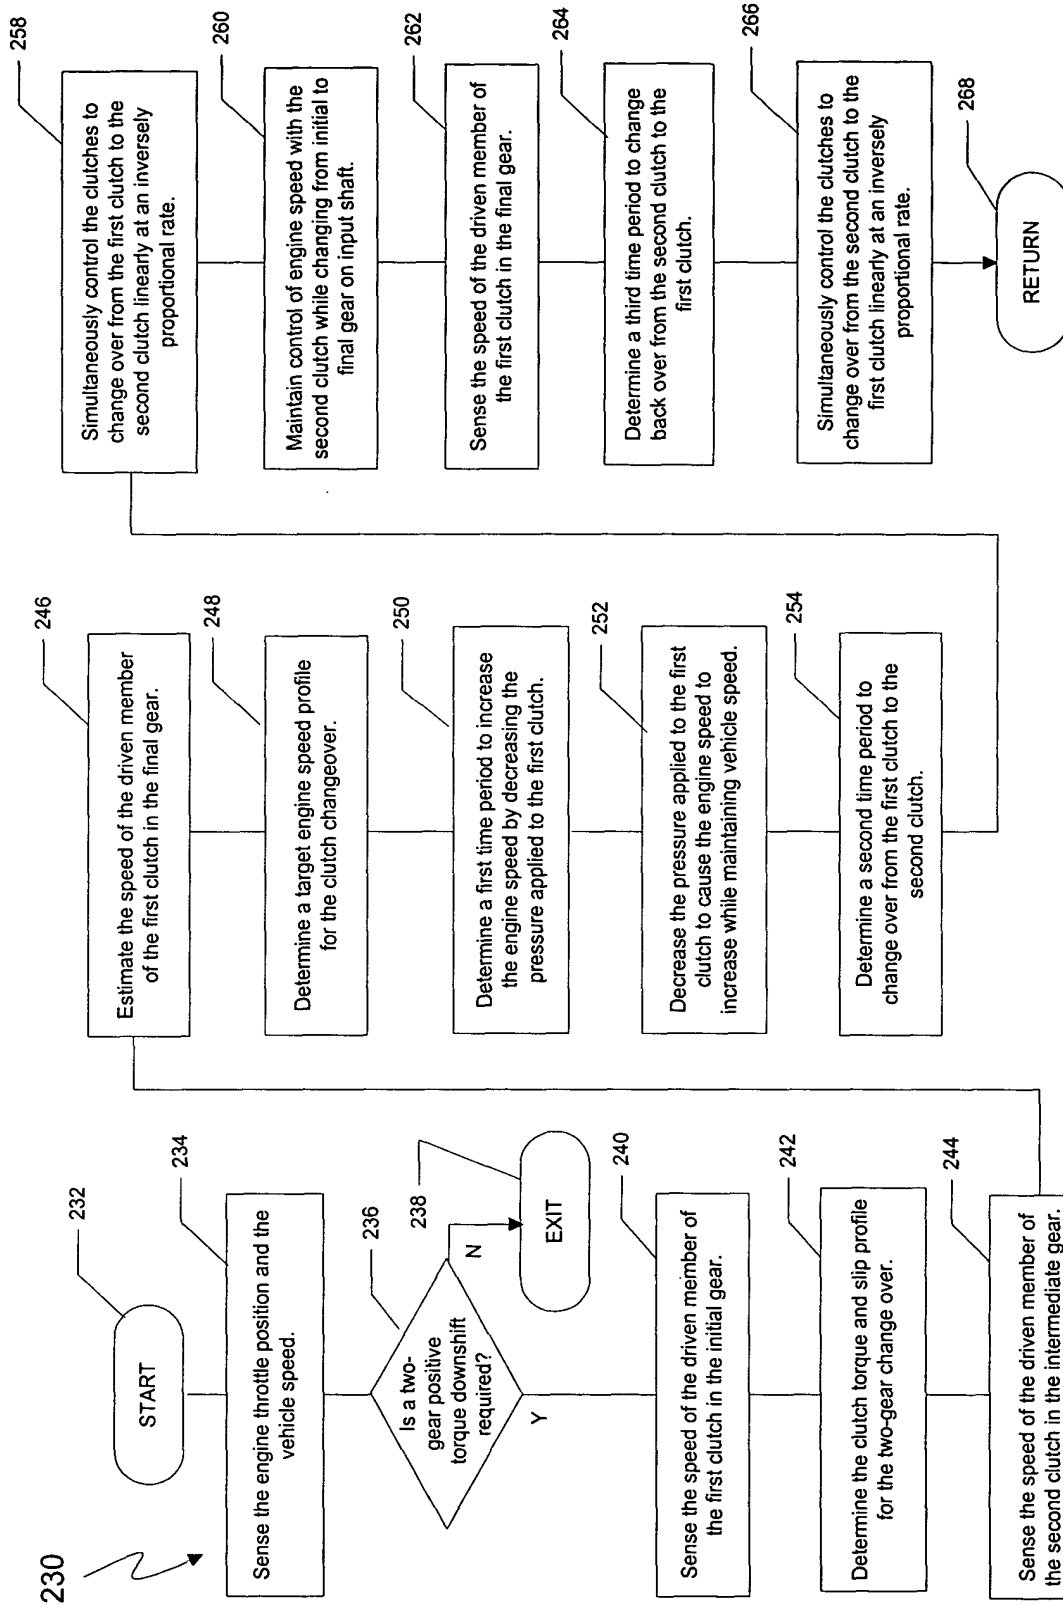 230
START
232
Sense the engine throttle position and the
vehicle speed.
234
Is a two-
gear positive
torque downshift
required?
236
N
EXIT
238
Y
Sense the speed of the driven member of
the first clutch in the initial gear.
240
Determine the clutch torque and slip profile
for the two-gear change over.
242
Sense the speed of the driven member of
the second clutch in the intermediate gear.
244
Estimate the speed of the driven member
of the first clutch in the final gear.
246
Determine a target engine speed profile
for the clutch changeover.
248
Determine a first time period to increase
the engine speed by decreasing the
pressure applied to the first clutch.
250
Decrease the pressure applied to the first
clutch to cause the engine speed to
increase while maintaining vehicle speed.
252
Determine a second time period to
change over from the first clutch to the
second clutch.
254
Simultaneously control the clutches to
change over from the first clutch to the
second clutch linearly at an inversely
proportional rate.
258
Maintain control of engine speed with the
second clutch while changing from initial to
final gear on input shaft.
260
Sense the speed of the driven member of
the first clutch in the final gear.
262
Determine a third time period to change
back over from the second clutch to the
first clutch.
264
Simultaneously control the clutches to
change over from the second clutch to the
first clutch linearly at an inversely
proportional rate.
266
RETURN
268